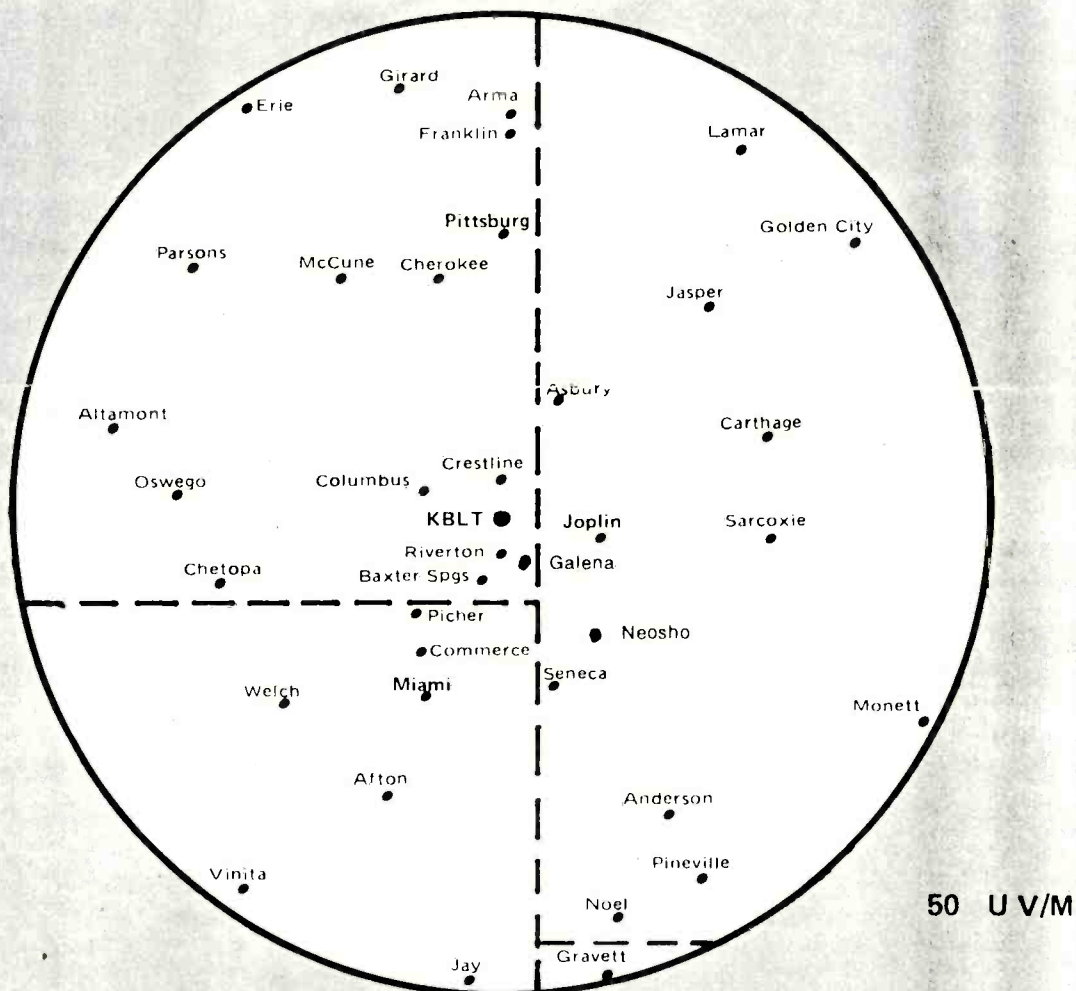 Girard
Erie
Arma
Franklin
Lamar
Pittsburg
Golden City
Parsons
McCune
Cherokee
Jasper
Asbury
Altamont
Carthage
Crestline
Oswego
Columbus
KBLT
Joplin
Sarcoxie
Riverton
Galena
Chetopa
Baxter Spgs
Picher
Neosho
Commerce
Seneca
Miami
Welch
Monett
Afton
Anderson
Pineville
Vinita
Noel
50 U V/M
Gravett
Jay